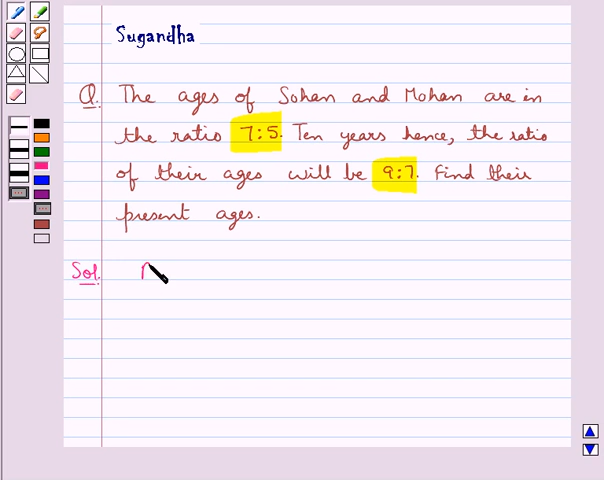 Sugandha
Q. The ages of Sohan and Mohan are in
the ratio 7:5. Ten years hence, the ratio
of their ages will be 9:7. Find their
present ages.
Sol.